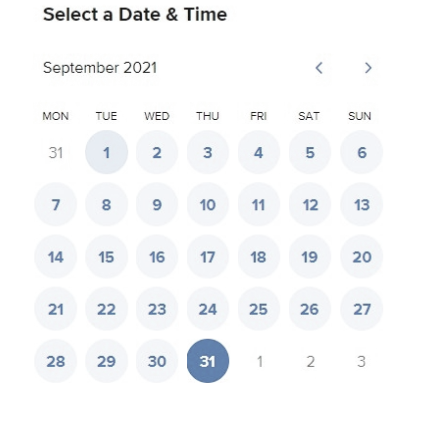 Select a Date & Time
September 2021
MON TUE WED THU FRI SAT SUN
31 1 2 3 4 5 6
7 8 9 10 11 12 13
14 15 16 17 18 19 20
21 22 23 24 25 26 27
28 29 30 31 1 2 3